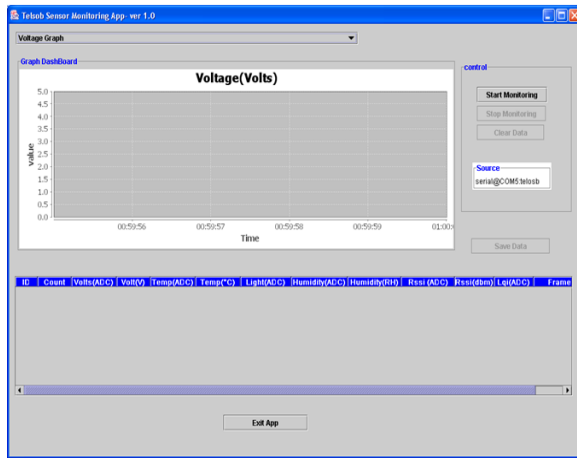 Telsob Sensor Monitoring App- ver 1.0
Voltage Graph
Graph DashBoard
Voltage(Volts)
5.0
4.5
4.0
3.5
3.0
2.5
2.0
1.5
1.0
0.5
0.0
value
00:59:56 00:59:57 00:59:58 00:59:59 01:00:
Time
control
Start Monitoring
Stop Monitoring
Clear Data
Source
serial@COM5:telosb
Save Data
ID Count Volts(ADC) Volt(V) Temp(ADC) Temp(°C) Light(ADC) Humidity(ADC) Humidity(RH) Rssi (ADC) Rssi(dbm) Lqi(ADC) Frame
Exit App